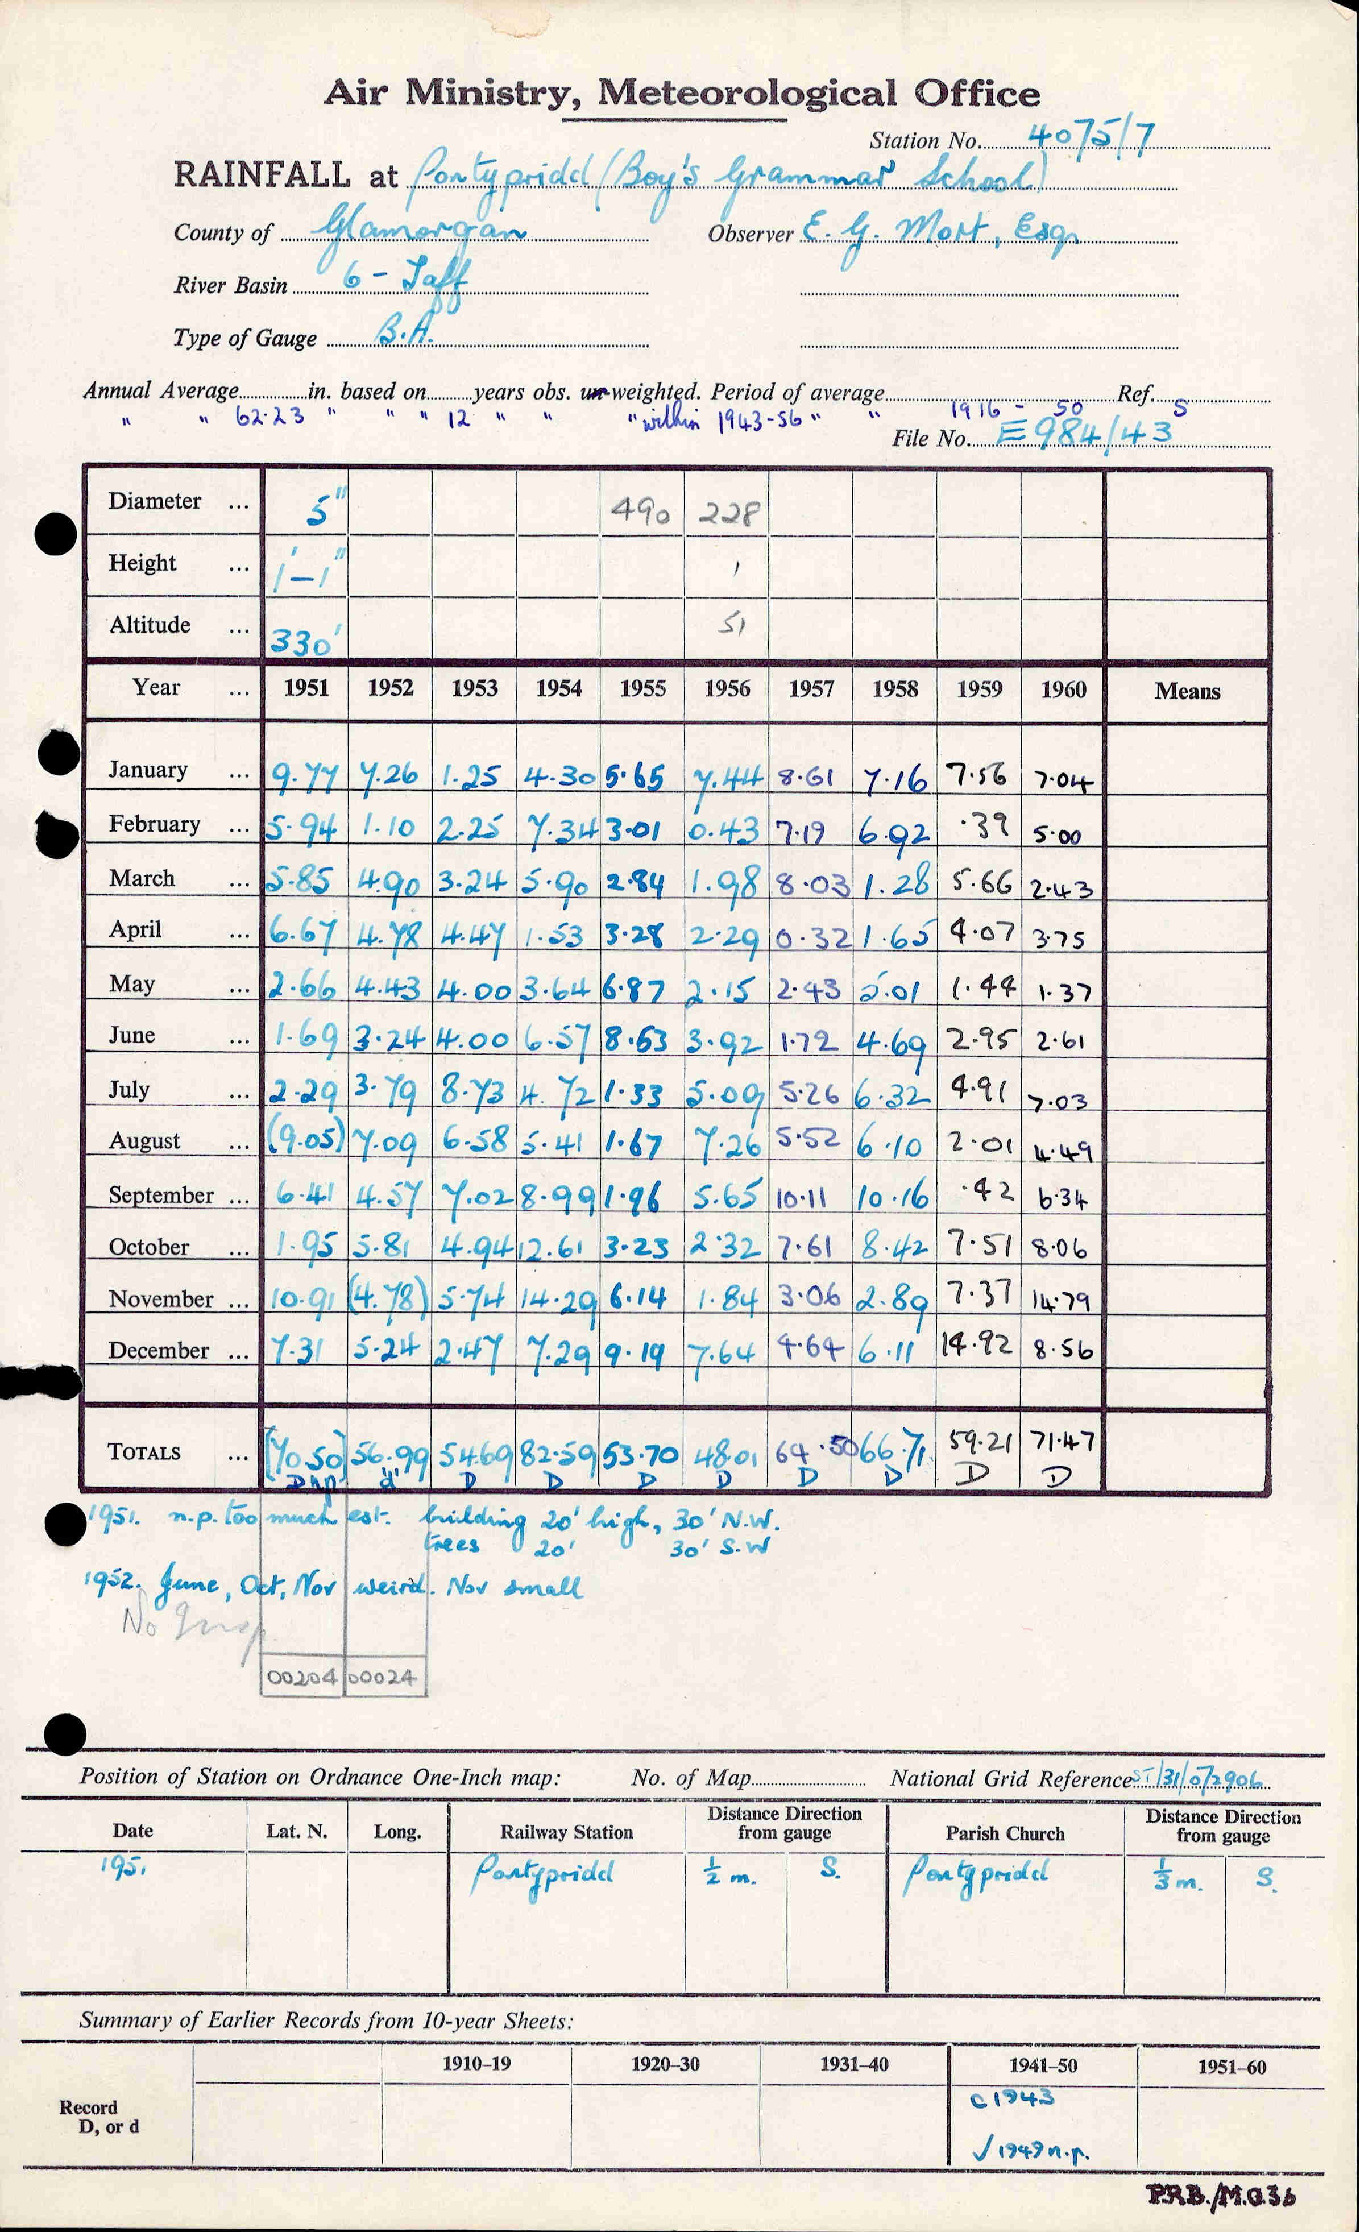 Air Ministry, Meteorological Office
Station No. 4075/7
RAINFALL at Pontypridd (Boy's Grammar School)
County of Glamorgan Observer E. G. Mort, Esq.
River Basin 6 - Taff
Type of Gauge B.A.
Annual Average in. based on years obs. un-weighted. Period of average Ref.
" " 62.23 " " " 12 " " " within 1943-56 " " 1916 - 50 S
File No. E 984/43
Diameter ... 5" 490 228
Height ... 1'-1" 1
Altitude ... 330' 51
Year ... 1951 1952 1953 1954 1955 1956 1957 1958 1959 1960 Means
January ... 9.77 7.26 1.25 4.30 5.65 7.44 8.61 7.16 7.56 7.04
February ... 5.94 1.10 2.25 7.34 3.01 0.43 7.19 6.92 .39 5.00
March ... 5.85 4.90 3.24 5.90 2.84 1.98 8.03 1.28 5.66 2.43
April ... 6.67 4.78 4.47 1.53 3.28 2.29 0.32 1.65 4.07 3.75
May ... 2.66 4.43 4.00 3.64 6.87 2.15 2.43 5.01 1.44 1.37
June ... 1.69 3.24 4.00 6.57 8.53 3.92 1.72 4.69 2.95 2.61
July ... 2.29 3.79 8.73 4.72 1.33 5.09 5.26 6.32 4.91 7.03
August ... (9.05) 7.09 6.58 5.41 1.67 7.26 5.52 6.10 2.01 4.49
September ... 6.41 4.57 7.02 8.99 1.96 5.65 10.11 10.16 .42 6.34
October ... 1.95 5.81 4.94 12.61 3.23 2.32 7.61 8.42 7.51 8.06
November ... 10.91 (4.78) 5.74 14.29 6.14 1.84 3.06 2.89 7.37 14.79
December ... 7.31 5.24 2.47 7.29 9.19 7.64 4.64 6.11 14.92 8.56
TOTALS ... [70.50] 56.99 54.69 82.59 53.70 48.01 64.50 66.71 59.21 71.47
D np. 'd' D D D D D D D D
1951. n.p. too much est. building 20' high, 30' N.W.
trees 20' 30' S.W
1952. June, Oct, Nov weird. Nov small
No
00204 00024
Position of Station on Ordnance One-Inch map: No. of Map National Grid Reference ST/31/072906
Date Lat. N. Long. Railway Station Distance Direction from gauge Parish Church Distance Direction from gauge
1951 Pontypridd ½ m. S. Pontypridd ⅓ m. S.
Summary of Earlier Records from 10-year Sheets:
1910–19 1920–30 1931–40 1941–50 1951–60
Record
D, or d
c 1943
√ 1949 n.p.
P.R.B./M.O.36